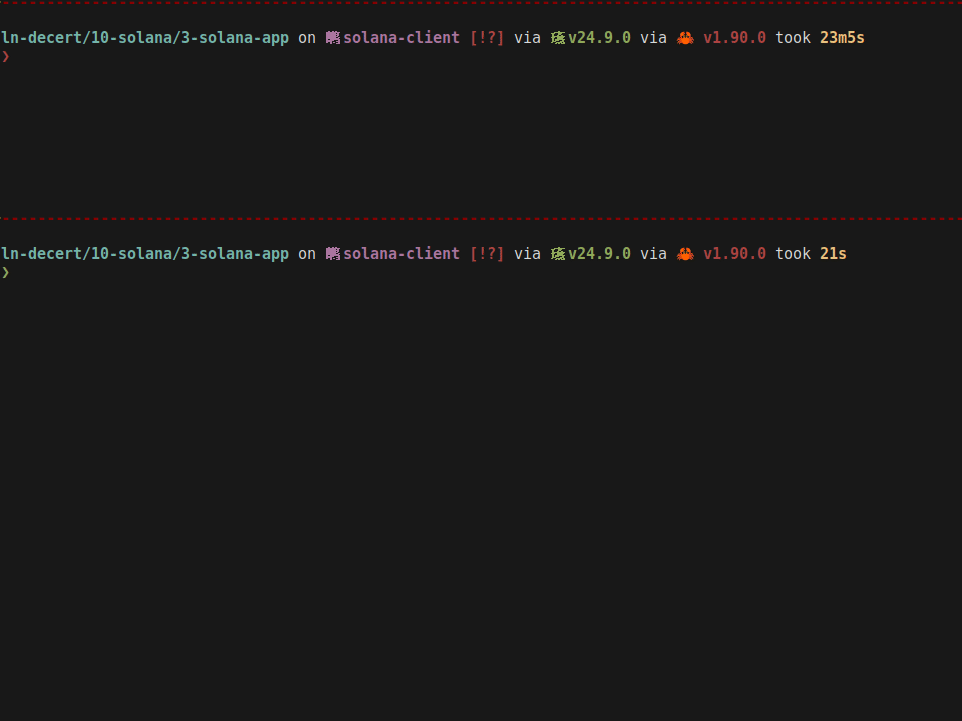 ln-decert/10-solana/3-solana-app on solana-client [!?] via v24.9.0 via 🦀 v1.90.0 took 23m5s
❯
ln-decert/10-solana/3-solana-app on solana-client [!?] via v24.9.0 via 🦀 v1.90.0 took 21s
❯